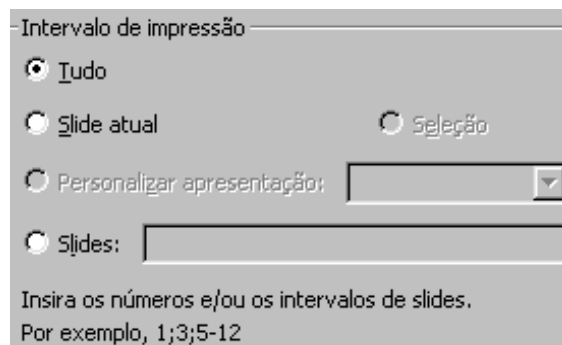 Intervalo de impressão
Tudo
Slide atual Seleção
Personalizar apresentação:
Slides:
Insira os números e/ou os intervalos de slides.
Por exemplo, 1;3;5-12